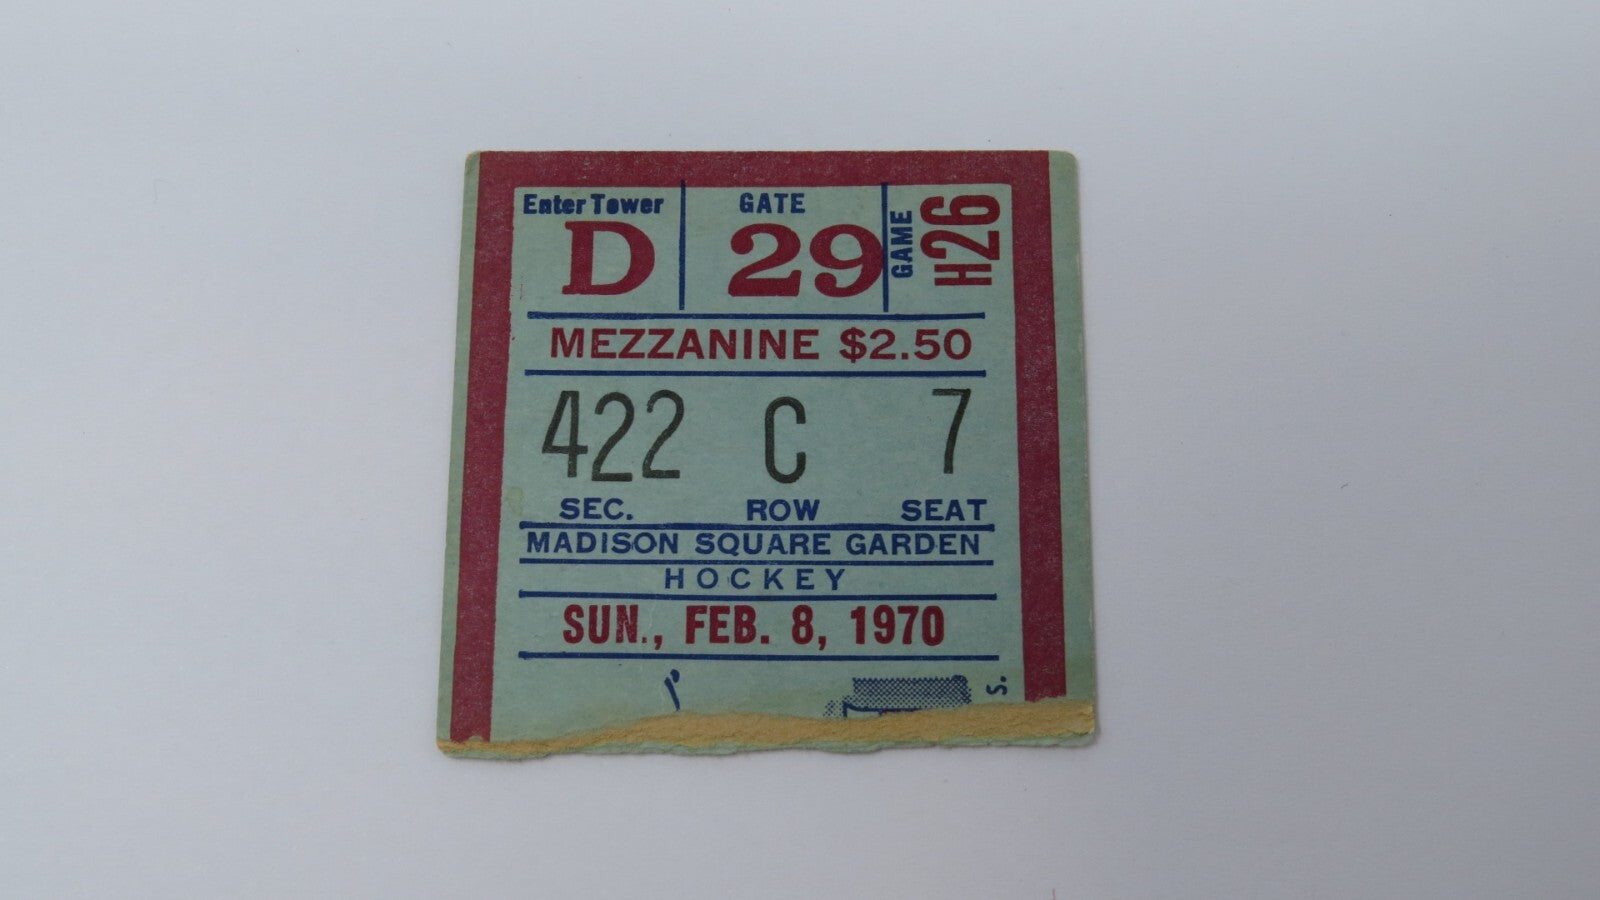 Enter Tower GATE GAME
D 29 H26
MEZZANINE $2.50
422 C 7
SEC. ROW SEAT
MADISON SQUARE GARDEN
HOCKEY
SUN., FEB. 8, 1970